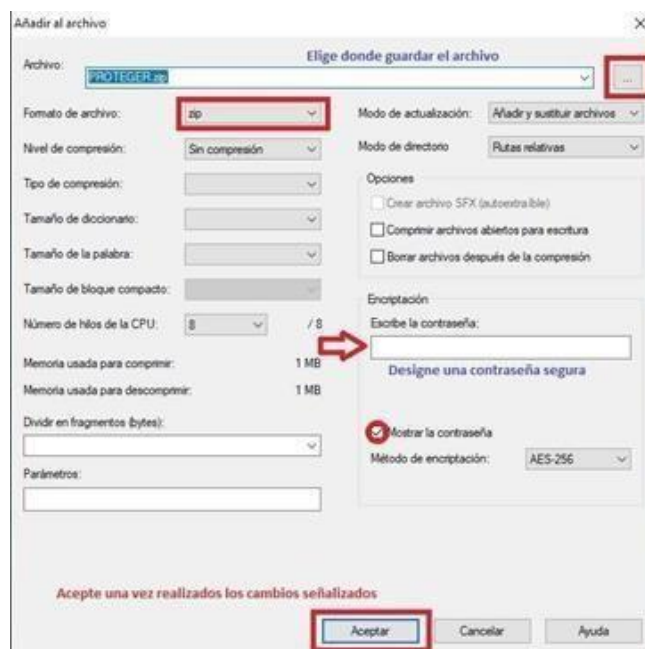 Añadir al archivo
Elige donde guardar el archivo
Archivo:
PROTEGER.zip
...
Formato de archivo: zip
Modo de actualización: Añadir y sustituir archivos
Nivel de compresión: Sin compresión
Modo de directorio Rutas relativas
Tipo de compresión:
Opciones
Crear archivo SFX (autoextraíble)
Tamaño de diccionario:
Comprimir archivos abiertos para escritura
Tamaño de la palabra:
Borrar archivos después de la compresión
Tamaño de bloque compacto:
Encriptación
Número de hilos de la CPU: 8 / 8
Escribe la contraseña:
Memoria usada para comprimir: 1 MB
Designe una contraseña segura
Memoria usada para descomprimir: 1 MB
Dividir en fragmentos (bytes):
Mostrar la contraseña
Método de encriptación: AES-256
Parámetros:
Acepte una vez realizados los cambios señalizados
Aceptar Cancelar Ayuda